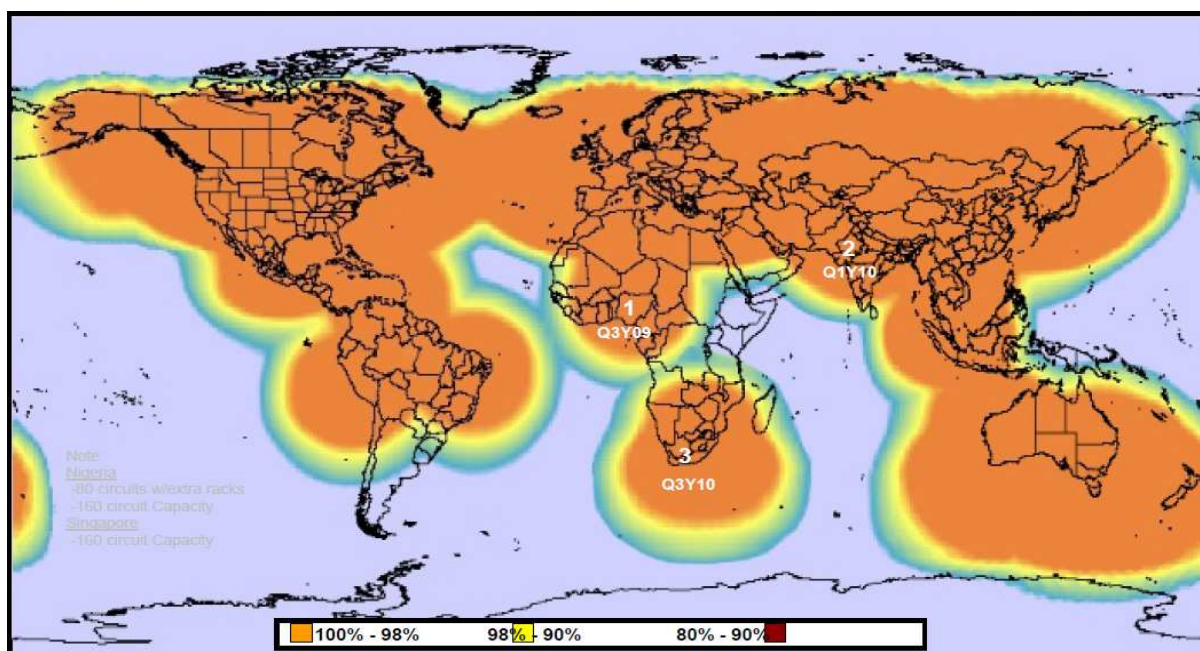 2
Q1Y10
1
Q3Y09
3
Q3Y10
Note
Nigeria
-80 circuits w/extra racks
-160 circuit Capacity
Singapore
-160 circuit Capacity
100% - 98% 98% - 90% 80% - 90%